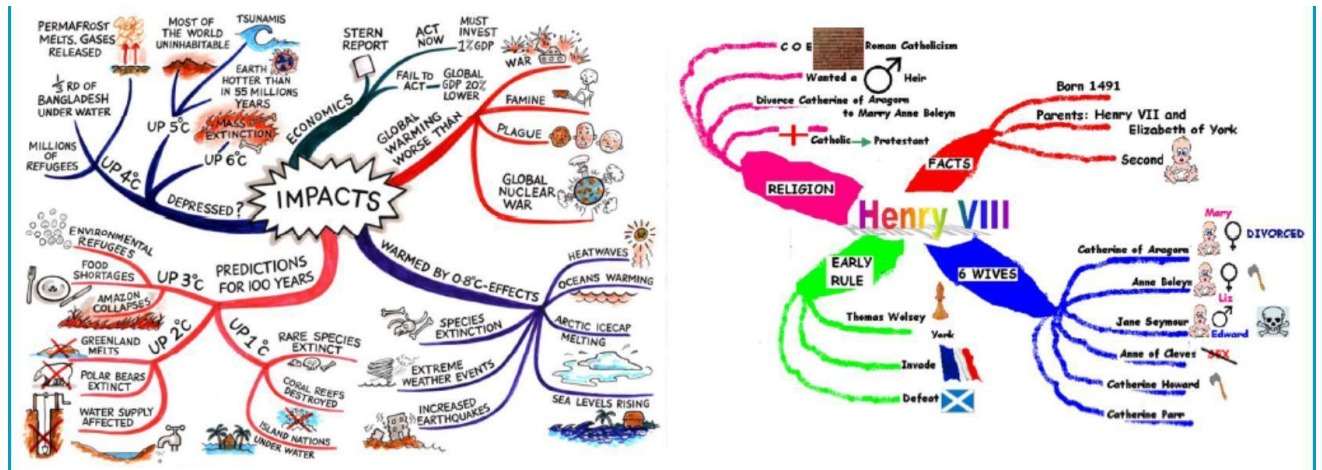 IMPACTS
ECONOMICS
STERN
REPORT
ACT
NOW
MUST
INVEST
1% GDP
FAIL TO
ACT
GLOBAL
GDP 20%
LOWER
GLOBAL
WARMING
WORSE
THAN
WAR
FAMINE
PLAGUE
GLOBAL
NUCLEAR
WAR
WARMED BY 0.8°C-EFFECTS
HEATWAVES
OCEANS WARMING
ARCTIC ICECAP
MELTING
SEA LEVELS RISING
SPECIES
EXTINCTION
EXTREME
WEATHER EVENTS
INCREASED
EARTHQUAKES
PREDICTIONS
FOR 100 YEARS
UP 1°C
RARE SPECIES
EXTINCT
CORAL REEFS
DESTROYED
ISLAND NATIONS
UNDER WATER
UP 2°C
GREENLAND
MELTS
POLAR BEARS
EXTINCT
WATER SUPPLY
AFFECTED
UP 3°C
ENVIRONMENTAL
REFUGEES
FOOD
SHORTAGES
AMAZON
COLLAPSES
DEPRESSED?
UP 4°C
MILLIONS OF
REFUGEES
⅓ RD OF
BANGLADESH
UNDER WATER
PERMAFROST
MELTS. GASES
RELEASED
UP 5°C
MOST OF
THE WORLD
UNINHABITABLE
TSUNAMIS
EARTH
HOTTER THAN
IN 55 MILLIONS
YEARS
UP 6°C
MASS
EXTINCTION
Henry VIII
RELIGION
C O E Roman Catholicism
Wanted a Heir
Divorce Catherine of Aragorn
to Marry Anne Boleyn
Catholic Protestant
FACTS
Born 1491
Parents: Henry VII and
Elizabeth of York
Second
EARLY
RULE
Thomas Wolsey
York
Invade
Defeat
6 WIVES
Catherine of Aragorn
Mary
DIVORCED
Anne Boleyn
Liz
Jane Seymour
Edward
Anne of Cleves
SEX
Catherine Howard
Catherine Parr